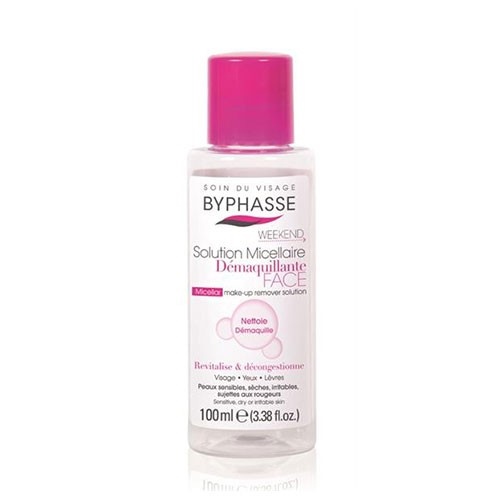 SOIN DU VISAGE
BYPHASSE
WEEKEND
Solution Micellaire
Démaquillante
FACE
Micellar make-up remover solution
Nettoie
Démaquille
Revitalise & décongestionne
Visage • Yeux • Lèvres
Peaux sensibles, sèches, irritables,
sujettes aux rougeurs
Sensitive, dry or irritable skin
100ml ℮ (3.38 fl.oz.)